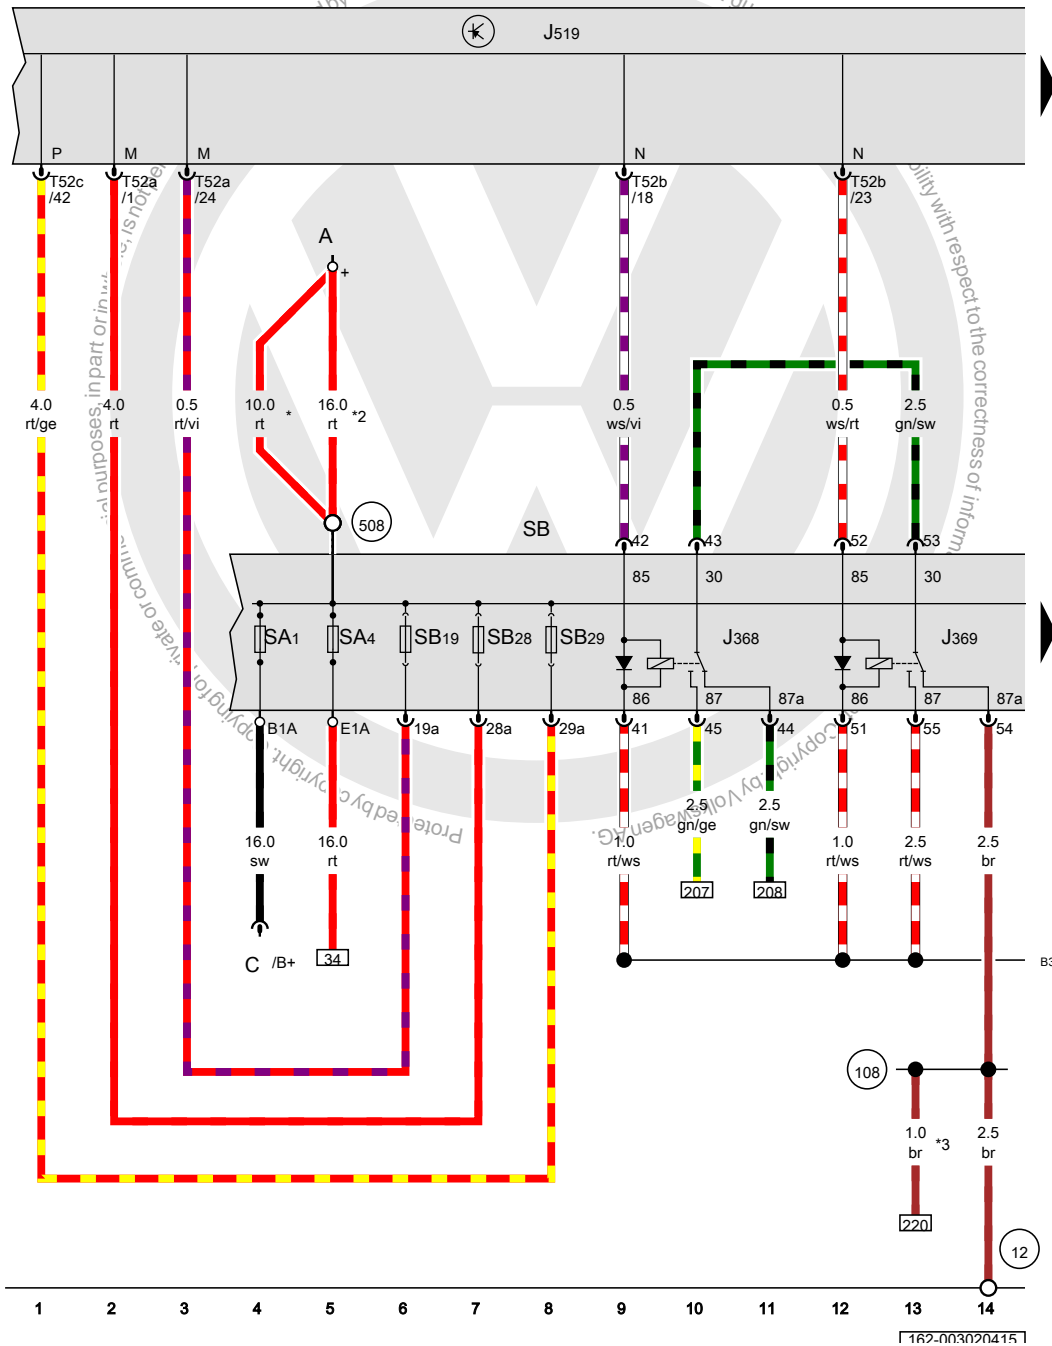 J519
P M M N N
T52c /42
T52a /1
T52a /24
T52b /18
T52b /23
A
+
4.0 rt/ge
4.0 rt
0.5 rt/vi
10.0 rt *
16.0 rt *2
0.5 ws/vi
0.5 ws/rt
2.5 gn/sw
508
SB
42 43 52 53
85 30 85 30
SA1 SA4 SB19 SB28 SB29 J368 J369
86 87 87a 86 87 87a
B1A E1A 19a 28a 29a 41 45 44 51 55 54
16.0 sw
16.0 rt
1.0 rt/ws
2.5 gn/ge
2.5 gn/sw
1.0 rt/ws
2.5 rt/ws
2.5 br
207 208
C /B+
34
108
1.0 br *3
2.5 br
220
12
1 2 3 4 5 6 7 8 9 10 11 12 13 14
162-003020415
Protected by copyright. Copying for private or
purposes, in part or in
is not
with respect to the correctness of
Copyright by Volkswagen AG.